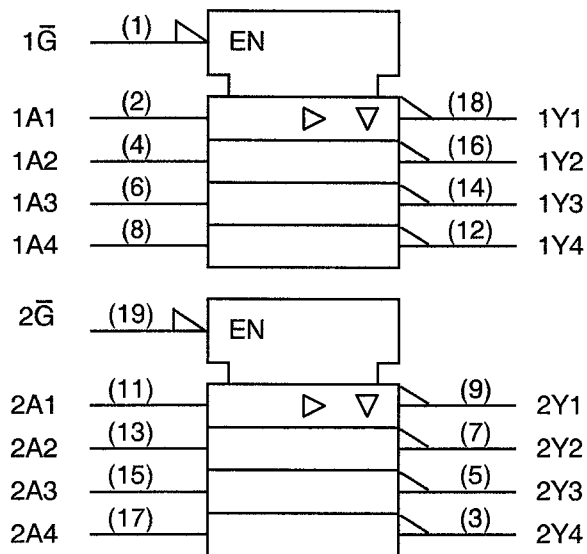 1G̅ (1) EN
1A1 (2) (18) 1Y1
1A2 (4) (16) 1Y2
1A3 (6) (14) 1Y3
1A4 (8) (12) 1Y4
2G̅ (19) EN
2A1 (11) (9) 2Y1
2A2 (13) (7) 2Y2
2A3 (15) (5) 2Y3
2A4 (17) (3) 2Y4